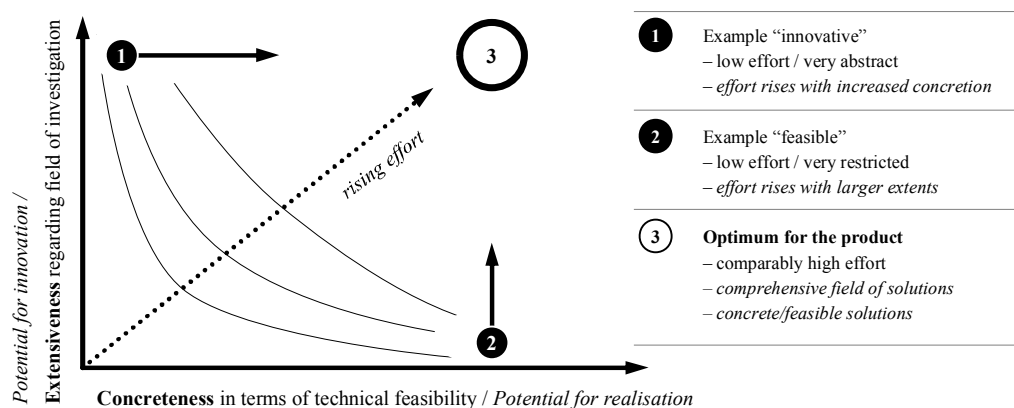 Potential for innovation /
Extensiveness regarding field of investigation
1
3
rising effort
2
Concreteness in terms of technical feasibility / Potential for realisation
1 Example “innovative”
– low effort / very abstract
– effort rises with increased concretion
2 Example “feasible”
– low effort / very restricted
– effort rises with larger extents
3 Optimum for the product
– comparably high effort
– comprehensive field of solutions
– concrete/feasible solutions